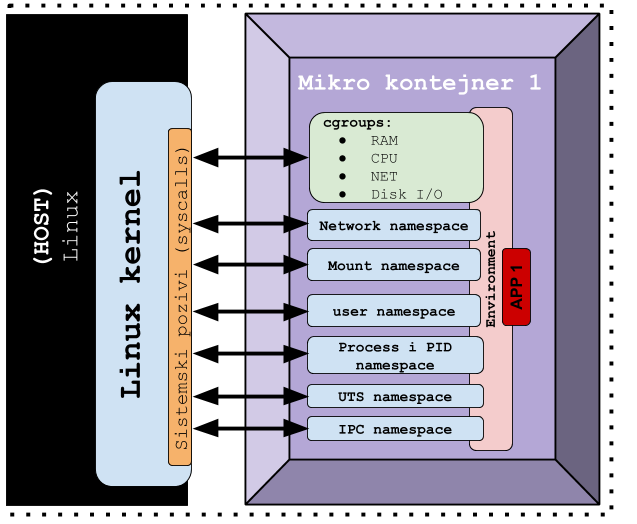 (HOST)
Linux
Linux kernel
Sistemski pozivi (syscalls)
Mikro kontejner 1
cgroups:
● RAM
● CPU
● NET
● Disk I/O
Network namespace
Mount namespace
user namespace
Process i PID
namespace
UTS namespace
IPC namespace
Environment
APP 1